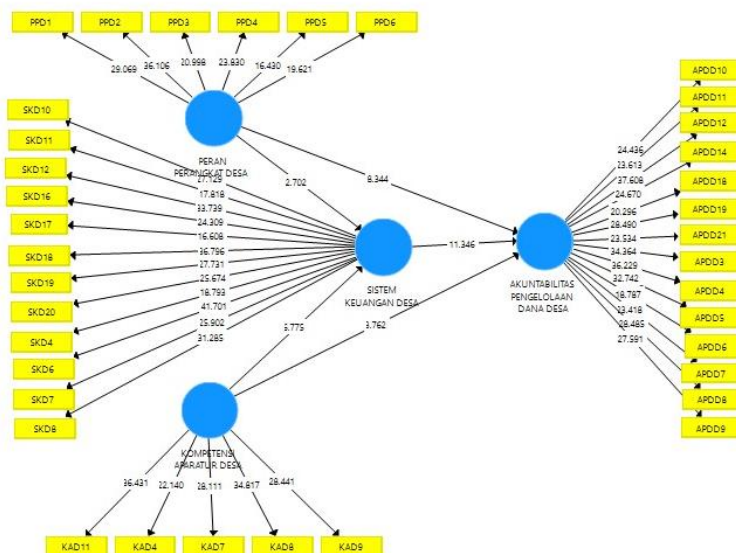 PPD1
PPD2
PPD3
PPD4
PPD5
PPD6
29.069
36.106
20.998
23.830
16.430
19.621
PERAN
PERANGKAT DESA
SKD10
SKD11
SKD12
SKD16
SKD17
SKD18
SKD19
SKD20
SKD4
SKD6
SKD7
SKD8
27.129
17.818
33.739
24.309
16.608
36.796
27.731
25.674
18.793
41.701
25.902
31.285
2.702
8.344
11.346
3.762
SISTEM
KEUANGAN DESA
AKUNTABILITAS
PENGELOLAAN
DANA DESA
APDD10
APDD11
APDD12
APDD14
APDD18
APDD19
APDD21
APDD3
APDD4
APDD5
APDD6
APDD7
APDD8
APDD9
24.436
23.613
37.608
24.670
20.296
28.490
23.534
34.364
36.229
32.742
18.787
23.418
28.485
27.591
KOMPETENSI
APARATUR DESA
36.431
22.140
28.111
34.817
28.441
KAD11
KAD4
KAD7
KAD8
KAD9